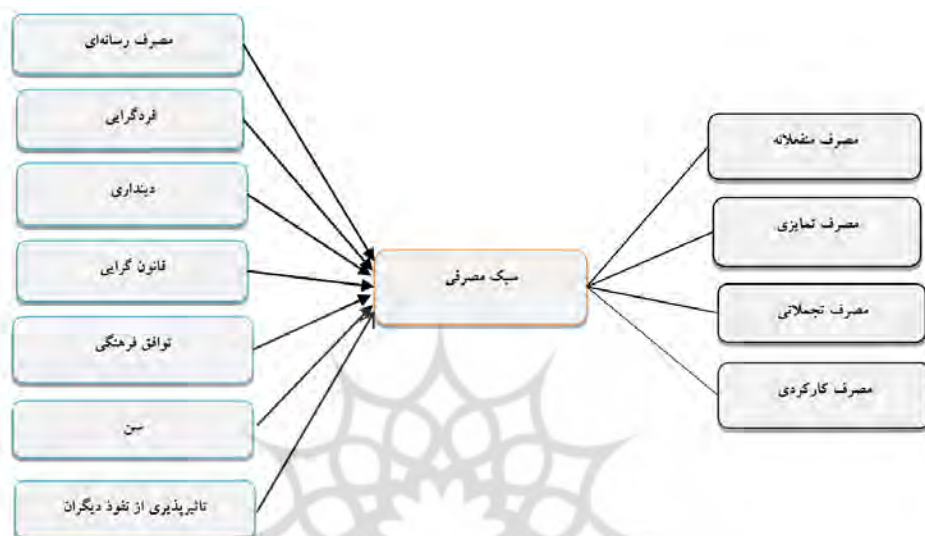 مصرف رسانه‌ای
فردگرایی
دینداری
قانون گرایی
توافق فرهنگی
سن
تاثیرپذیری از نفوذ دیگران
سبک مصرفی
مصرف منفعلانه
مصرف تمایزی
مصرف تجملاتی
مصرف کارکردی